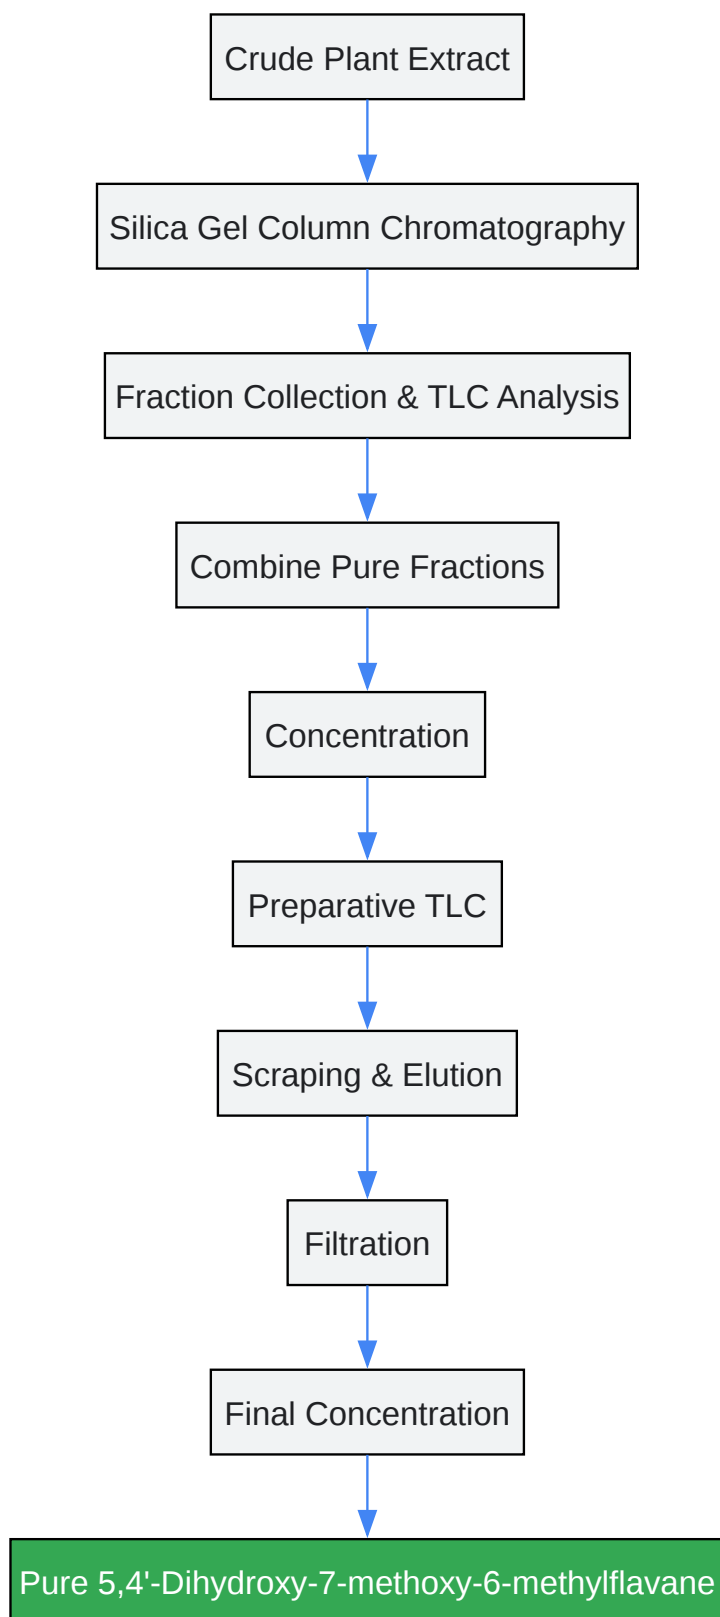 Crude Plant Extract
Silica Gel Column Chromatography
Fraction Collection & TLC Analysis
Combine Pure Fractions
Concentration
Preparative TLC
Scraping & Elution
Filtration
Final Concentration
Pure 5,4'-Dihydroxy-7-methoxy-6-methylflavane